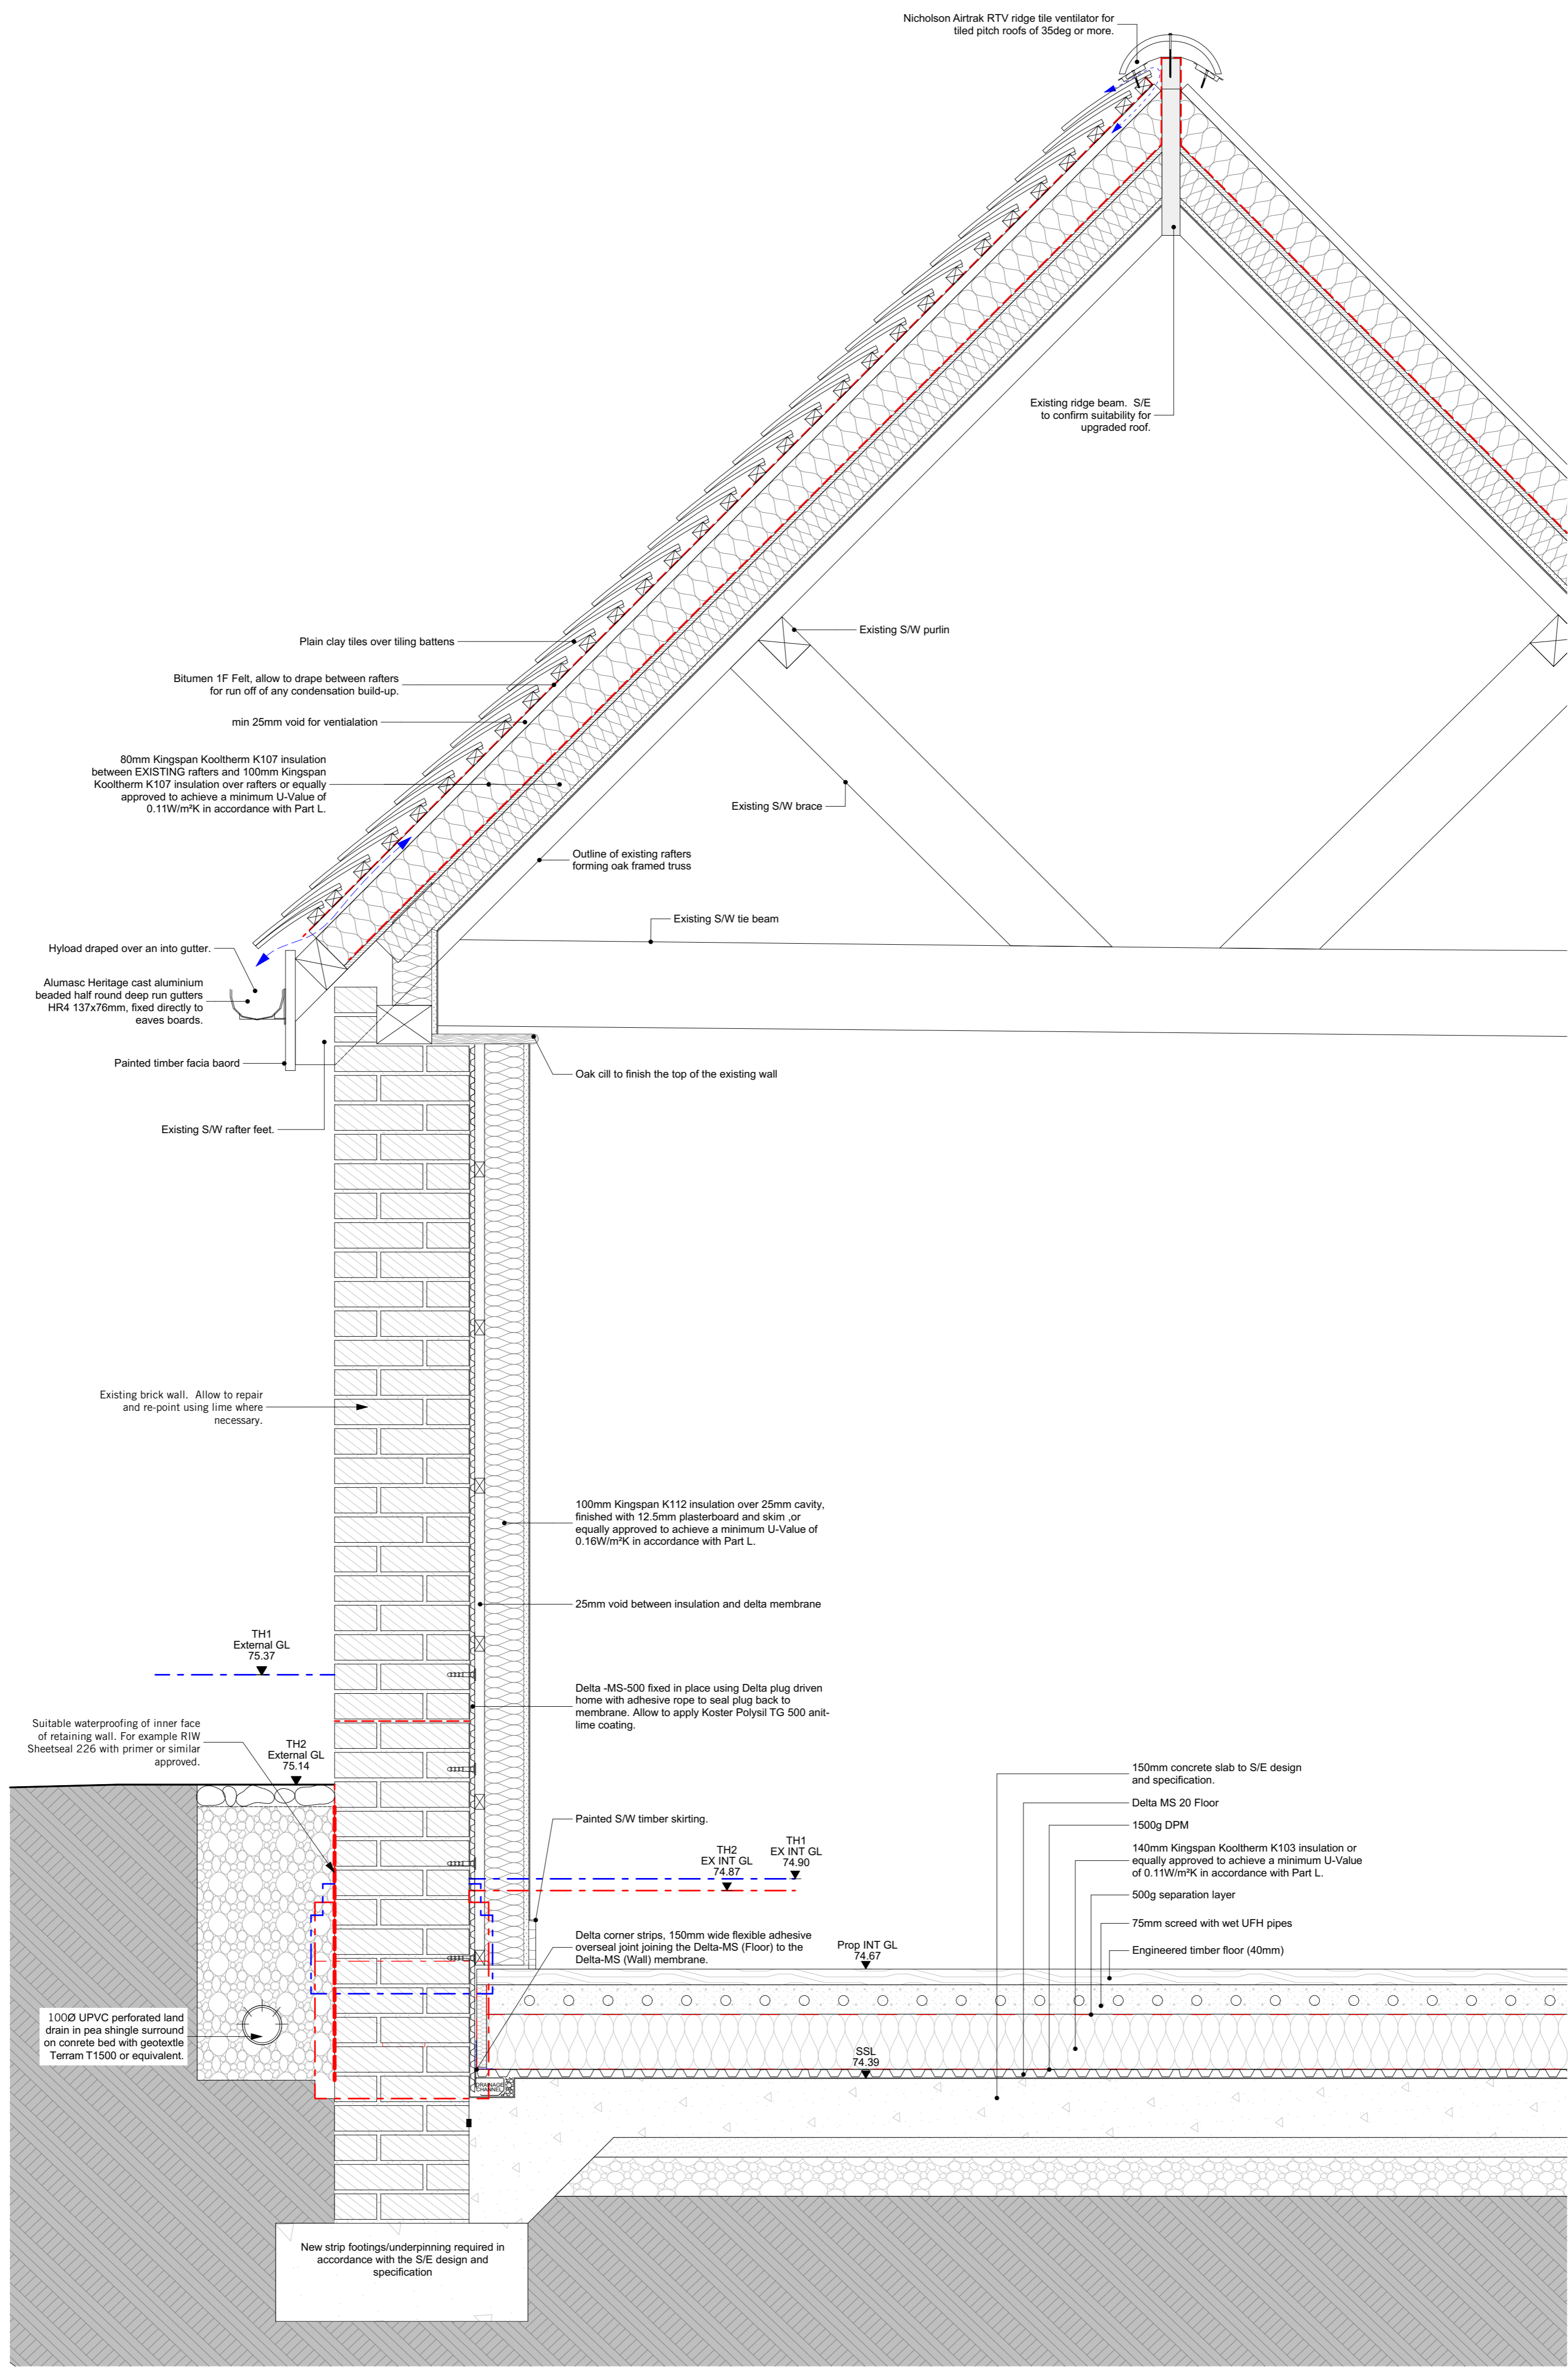 Nicholson Airtrak RTV ridge tile ventilator for
tiled pitch roofs of 35deg or more.
Existing ridge beam. S/E
to confirm suitability for
upgraded roof.
Plain clay tiles over tiling battens
Existing S/W purlin
Bitumen 1F Felt, allow to drape between rafters
for run off of any condensation build-up.
min 25mm void for ventialation
80mm Kingspan Kooltherm K107 insulation
between EXISTING rafters and 100mm Kingspan
Kooltherm K107 insulation over rafters or equally
approved to achieve a minimum U-Value of
0.11W/m²K in accordance with Part L.
Existing S/W brace
Outline of existing rafters
forming oak framed truss
Existing S/W tie beam
Hyload draped over an into gutter.
Alumasc Heritage cast aluminium
beaded half round deep run gutters
HR4 137x76mm, fixed directly to
eaves boards.
Painted timber facia baord
Oak cill to finish the top of the existing wall
Existing S/W rafter feet.
Existing brick wall. Allow to repair
and re-point using lime where
necessary.
100mm Kingspan K112 insulation over 25mm cavity,
finished with 12.5mm plasterboard and skim ,or
equally approved to achieve a minimum U-Value of
0.16W/m²K in accordance with Part L.
25mm void between insulation and delta membrane
TH1
External GL
75.37
Delta -MS-500 fixed in place using Delta plug driven
home with adhesive rope to seal plug back to
membrane. Allow to apply Koster Polysil TG 500 anit-
lime coating.
Suitable waterproofing of inner face
of retaining wall. For example RIW
Sheetseal 226 with primer or similar
approved.
TH2
External GL
75.14
150mm concrete slab to S/E design
and specification.
Delta MS 20 Floor
Painted S/W timber skirting.
1500g DPM
TH2
EX INT GL
74.87
TH1
EX INT GL
74.90
140mm Kingspan Kooltherm K103 insulation or
equally approved to achieve a minimum U-Value
of 0.11W/m²K in accordance with Part L.
500g separation layer
75mm screed with wet UFH pipes
Engineered timber floor (40mm)
Delta corner strips, 150mm wide flexible adhesive
overseal joint joining the Delta-MS (Floor) to the
Delta-MS (Wall) membrane.
Prop INT GL
74.67
100Ø UPVC perforated land
drain in pea shingle surround
on conrete bed with geotextle
Terram T1500 or equivalent.
SSL
74.39
DRAINAGE
CHANNEL
New strip footings/underpinning required in
accordance with the S/E design and
specification